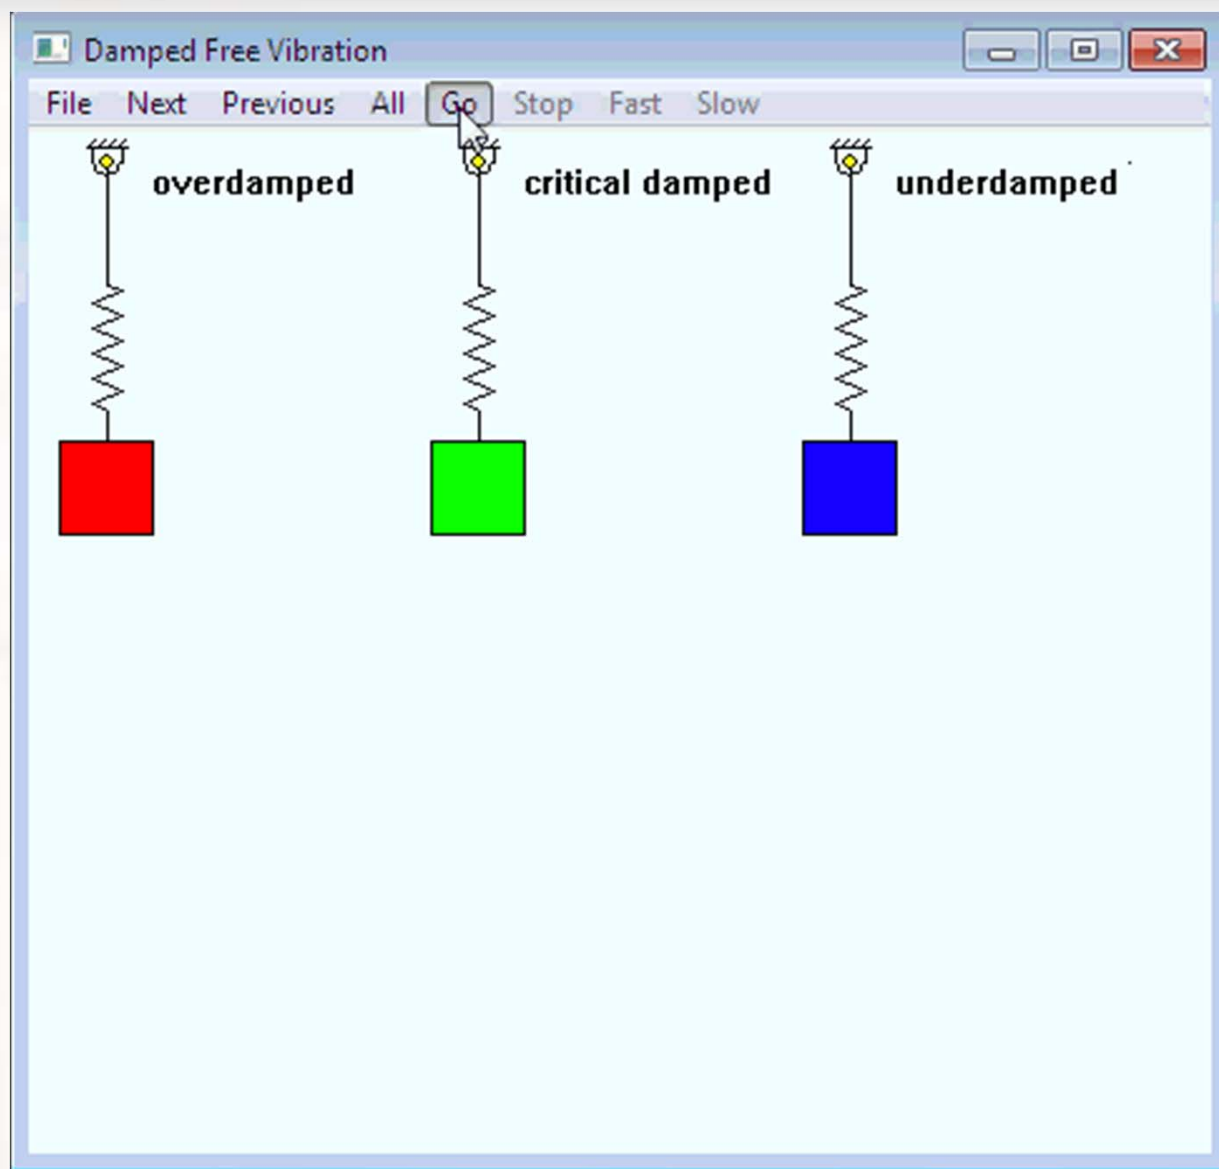 Damped Free Vibration
File Next Previous All Go Stop Fast Slow
overdamped critical damped underdamped